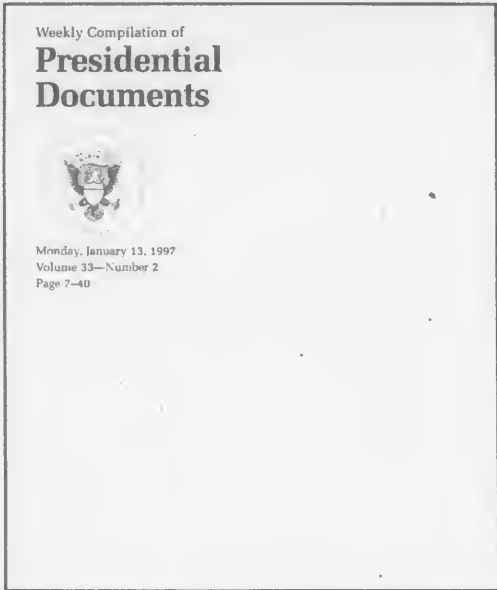 Weekly Compilation of
Presidential
Documents
Monday, January 13, 1997
Volume 33—Number 2
Page 7–40